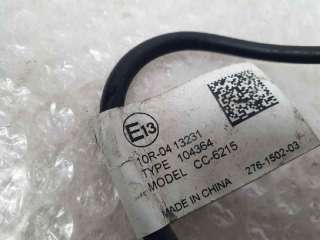 E13
10R-04 13231
TYPE 104364
MODEL CC-6215
276-1502-03
MADE IN CHINA